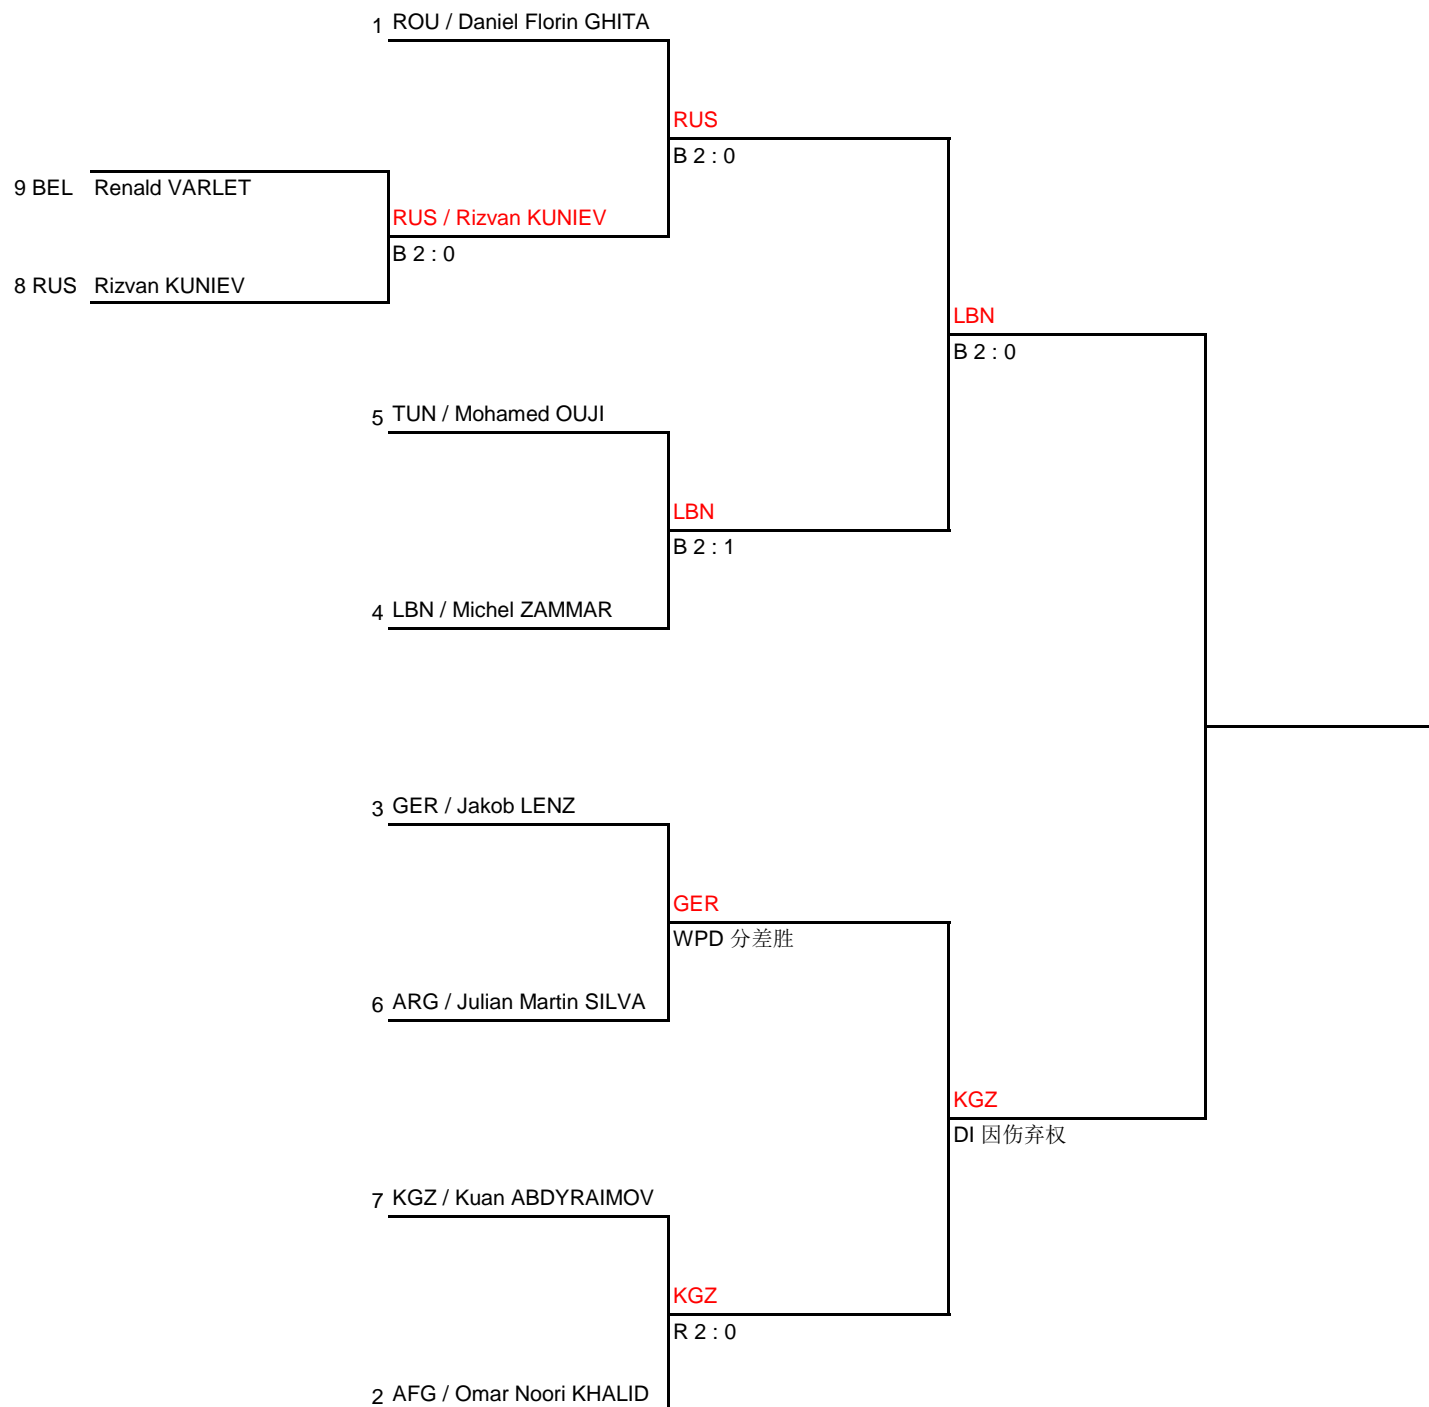 1 ROU / Daniel Florin GHITA
RUS
B 2 : 0
9 BEL Renald VARLET
RUS / Rizvan KUNIEV
B 2 : 0
8 RUS Rizvan KUNIEV
LBN
B 2 : 0
5 TUN / Mohamed OUJI
LBN
B 2 : 1
4 LBN / Michel ZAMMAR
3 GER / Jakob LENZ
GER
WPD 分差胜
6 ARG / Julian Martin SILVA
KGZ
DI 因伤弃权
7 KGZ / Kuan ABDYRAIMOV
KGZ
R 2 : 0
2 AFG / Omar Noori KHALID